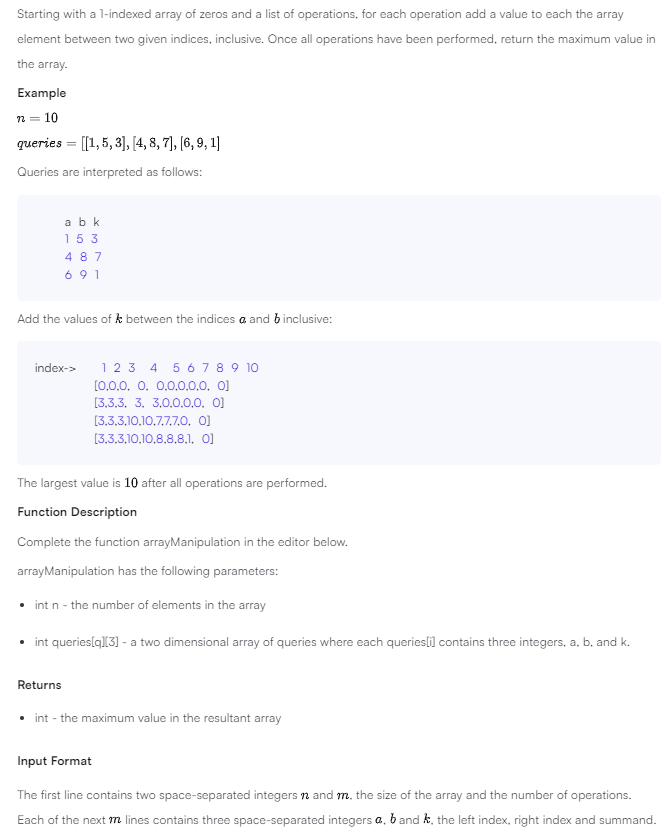 Starting with a 1-indexed array of zeros and a list of operations, for each operation add a value to each the array
element between two given indices, inclusive. Once all operations have been performed, return the maximum value in
the array.
Example
n = 10
queries = [[1, 5, 3], [4, 8, 7], [6, 9, 1]
Queries are interpreted as follows:
a b k
1 5 3
4 8 7
6 9 1
Add the values of k between the indices a and b inclusive:
index-> 1 2 3 4 5 6 7 8 9 10
[0,0,0, 0, 0,0,0,0,0, 0]
[3,3,3, 3, 3,0,0,0,0, 0]
[3,3,3,10,10,7,7,7,0, 0]
[3,3,3,10,10,8,8,8,1, 0]
The largest value is 10 after all operations are performed.
Function Description
Complete the function arrayManipulation in the editor below.
arrayManipulation has the following parameters:
• int n - the number of elements in the array
• int queries[q][3] - a two dimensional array of queries where each queries[i] contains three integers, a, b, and k.
Returns
• int - the maximum value in the resultant array
Input Format
The first line contains two space-separated integers n and m, the size of the array and the number of operations.
Each of the next m lines contains three space-separated integers a, b and k, the left index, right index and summand.